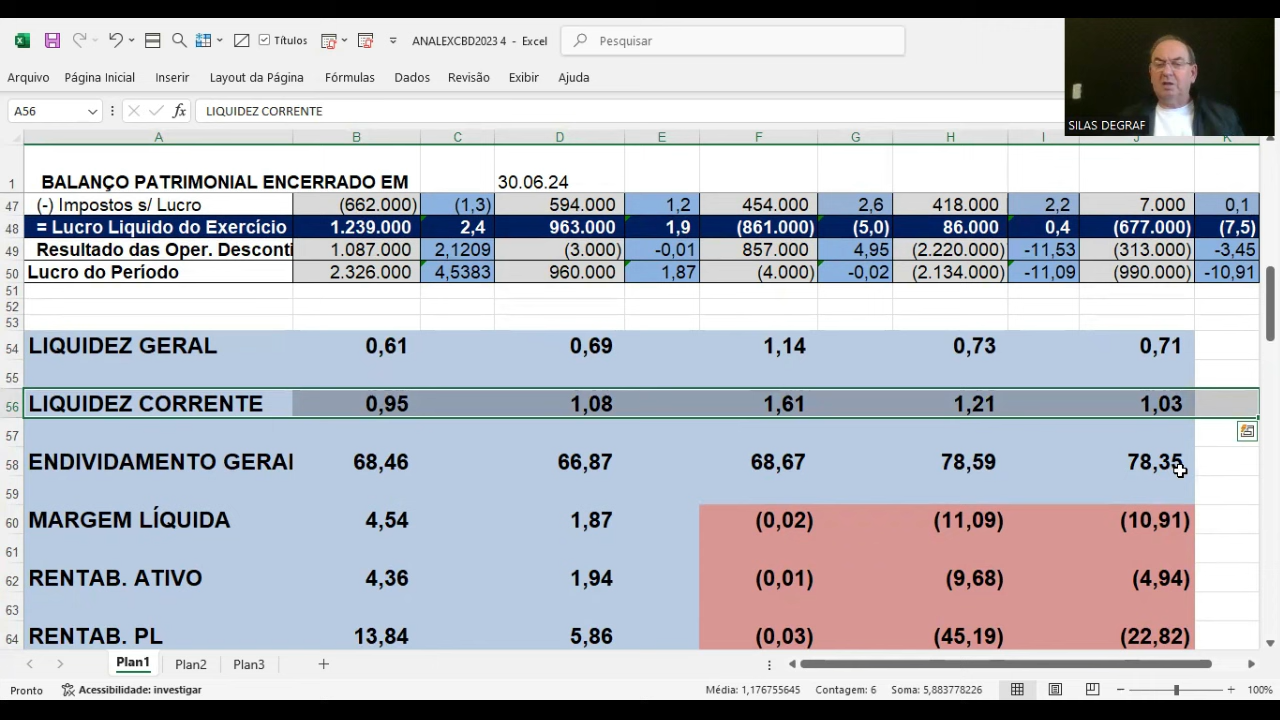 Títulos
ANALEXCBD2023 4 - Excel
Pesquisar
Arquivo Página Inicial Inserir Layout da Página Fórmulas Dados Revisão Exibir Ajuda
SILAS DEGRAF
A56 fx LIQUIDEZ CORRENTE
A B C D E F G H I J K
1 BALANÇO PATRIMONIAL ENCERRADO EM 30.06.24
47 (-) Impostos s/ Lucro (662.000) (1,3) 594.000 1,2 454.000 2,6 418.000 2,2 7.000 0,1
48 = Lucro Liquido do Exercício 1.239.000 2,4 963.000 1,9 (861.000) (5,0) 86.000 0,4 (677.000) (7,5)
49 Resultado das Oper. Desconti 1.087.000 2,1209 (3.000) -0,01 857.000 4,95 (2.220.000) -11,53 (313.000) -3,45
50 Lucro do Período 2.326.000 4,5383 960.000 1,87 (4.000) -0,02 (2.134.000) -11,09 (990.000) -10,91
51
52
53
54 LIQUIDEZ GERAL 0,61 0,69 1,14 0,73 0,71
55
56 LIQUIDEZ CORRENTE 0,95 1,08 1,61 1,21 1,03
57
58 ENDIVIDAMENTO GERAL 68,46 66,87 68,67 78,59 78,35
59
60 MARGEM LÍQUIDA 4,54 1,87 (0,02) (11,09) (10,91)
61
62 RENTAB. ATIVO 4,36 1,94 (0,01) (9,68) (4,94)
63
64 RENTAB. PL 13,84 5,86 (0,03) (45,19) (22,82)
Plan1 Plan2 Plan3
Pronto Acessibilidade: investigar Média: 1,176755645 Contagem: 6 Soma: 5,883778226 100%